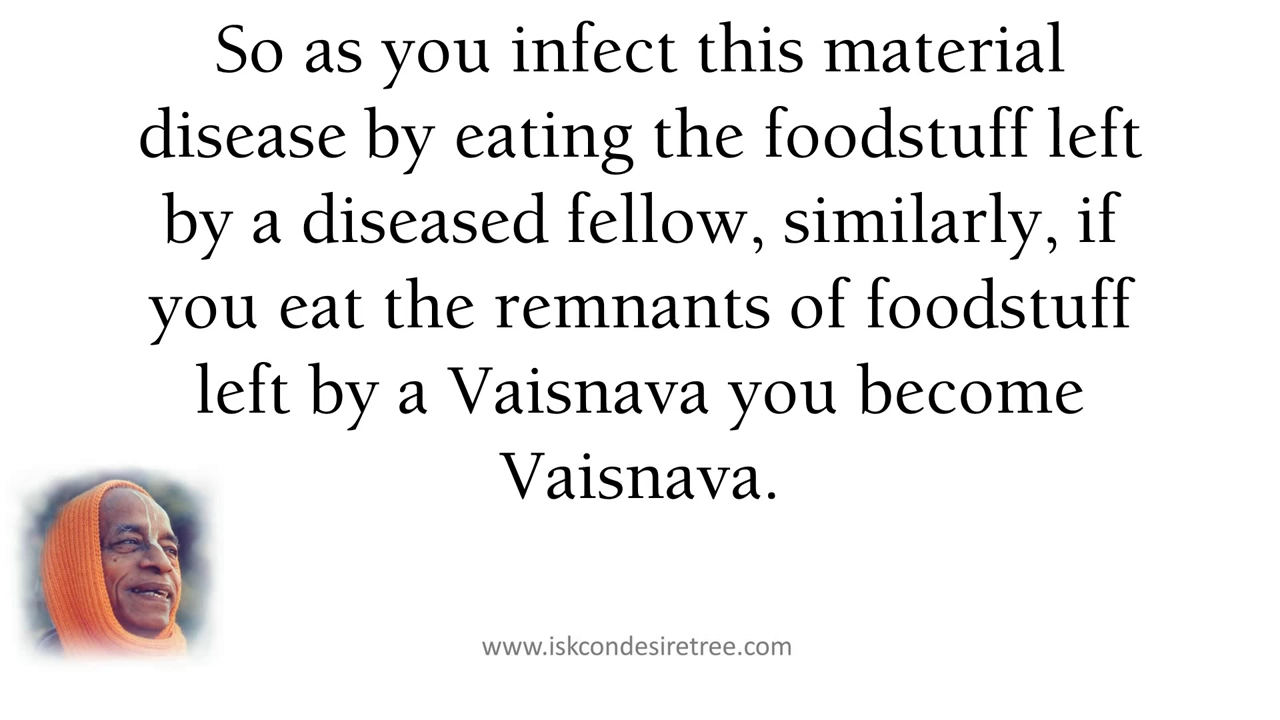 So as you infect this material
disease by eating the foodstuff left
by a diseased fellow, similarly, if
you eat the remnants of foodstuff
left by a Vaisnava you become
Vaisnava.
www.iskcondesiretree.com